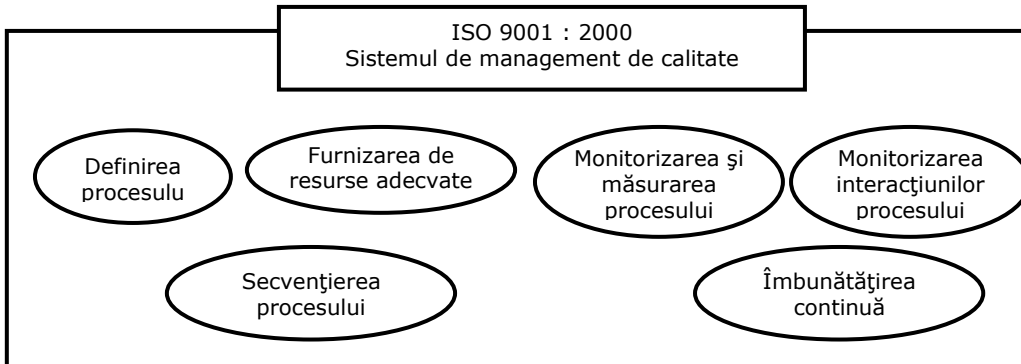 ISO 9001 : 2000
Sistemul de management de calitate
Definirea
procesulu
Furnizarea de
resurse adecvate
Monitorizarea şi
măsurarea
procesului
Monitorizarea
interacţiunilor
procesului
Secvenţierea
procesului
Îmbunătăţirea
continuă